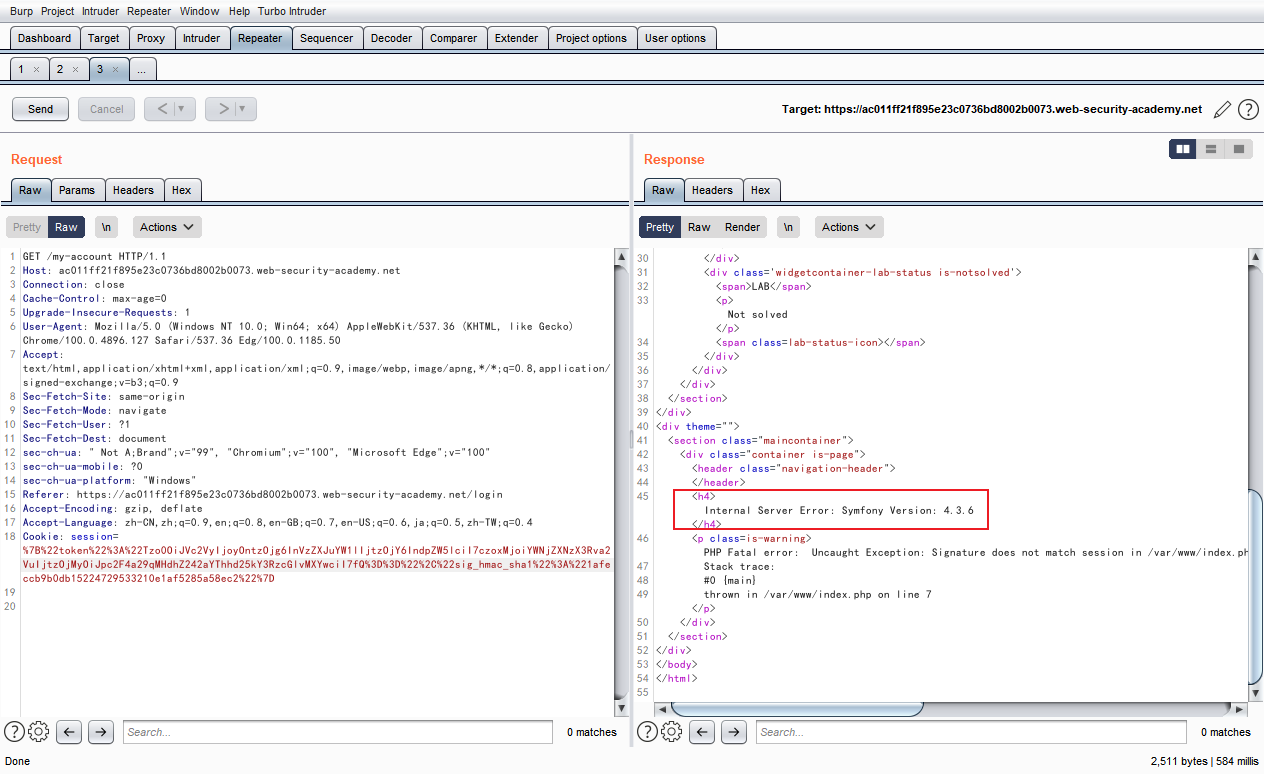 Burp Project Intruder Repeater Window Help Turbo Intruder
Dashboard Target Proxy Intruder Repeater Sequencer Decoder Comparer Extender Project options User options
1 × 2 × 3 × ...
Send Cancel < > Target: https://ac011ff21f895e23c0736bd8002b0073.web-security-academy.net
Request
Raw Params Headers Hex
Pretty Raw \n Actions
1 GET /my-account HTTP/1.1
2 Host: ac011ff21f895e23c0736bd8002b0073.web-security-academy.net
3 Connection: close
4 Cache-Control: max-age=0
5 Upgrade-Insecure-Requests: 1
6 User-Agent: Mozilla/5.0 (Windows NT 10.0; Win64; x64) AppleWebKit/537.36 (KHTML, like Gecko)
Chrome/100.0.4896.127 Safari/537.36 Edg/100.0.1185.50
7 Accept:
text/html,application/xhtml+xml,application/xml;q=0.9,image/webp,image/apng,*/*;q=0.8,application/
signed-exchange;v=b3;q=0.9
8 Sec-Fetch-Site: same-origin
9 Sec-Fetch-Mode: navigate
10 Sec-Fetch-User: ?1
11 Sec-Fetch-Dest: document
12 sec-ch-ua: " Not A;Brand";v="99", "Chromium";v="100", "Microsoft Edge";v="100"
13 sec-ch-ua-mobile: ?0
14 sec-ch-ua-platform: "Windows"
15 Referer: https://ac011ff21f895e23c0736bd8002b0073.web-security-academy.net/login
16 Accept-Encoding: gzip, deflate
17 Accept-Language: zh-CN,zh;q=0.9,en;q=0.8,en-GB;q=0.7,en-US;q=0.6,ja;q=0.5,zh-TW;q=0.4
18 Cookie: session=
19
20
? Search... 0 matches
Response
Raw Headers Hex
Pretty Raw Render \n Actions
30 </div>
31 <div class='widgetcontainer-lab-status is-notsolved'>
32 <span>LAB</span>
33 <p>
Not solved
</p>
34 <span class=lab-status-icon></span>
35 </div>
36 </div>
37 </div>
38 </section>
39 </div>
40 <div theme="">
41 <section class="maincontainer">
42 <div class="container is-page">
43 <header class="navigation-header">
44 </header>
45 <h4>
Internal Server Error: Symfony Version: 4.3.6
</h4>
46 <p class=is-warning>
PHP Fatal error:  Uncaught Exception: Signature does not match session in /var/www/index.ph
47 Stack trace:
48 #0 {main}
49 thrown in /var/www/index.php on line 7
</p>
50 </div>
51 </section>
52 </div>
53 </body>
54 </html>
55
? Search... 0 matches
Done 2,511 bytes | 584 millis